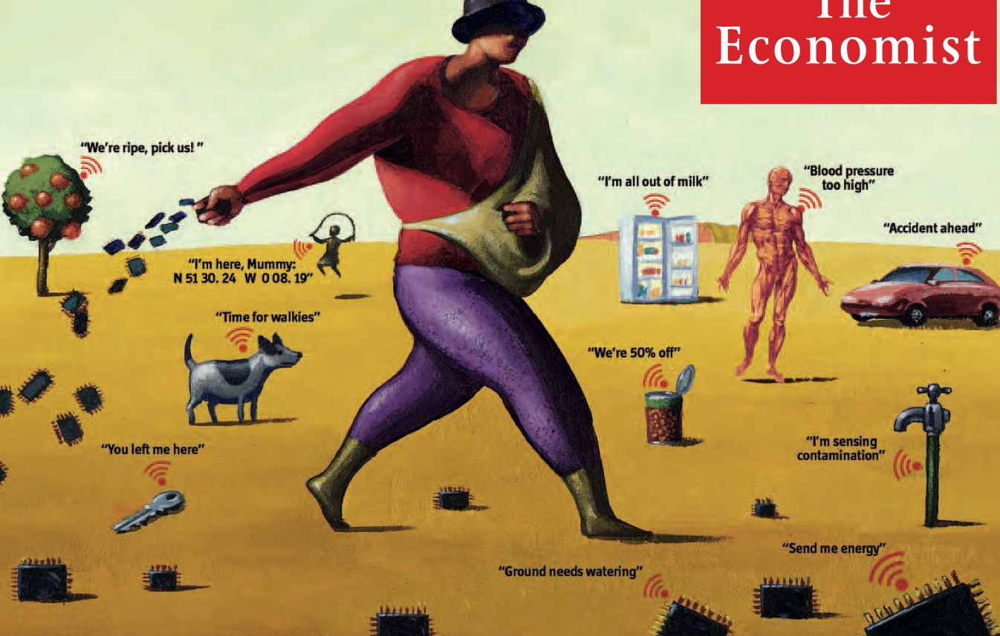 The
Economist
“We’re ripe, pick us! ”
“I’m all out of milk”
“Blood pressure
too high”
“Accident ahead”
“I’m here, Mummy:
N 51 30. 24 W 0 08. 19”
“Time for walkies”
“We’re 50% off”
“You left me here”
“I’m sensing
contamination”
“Send me energy”
“Ground needs watering”